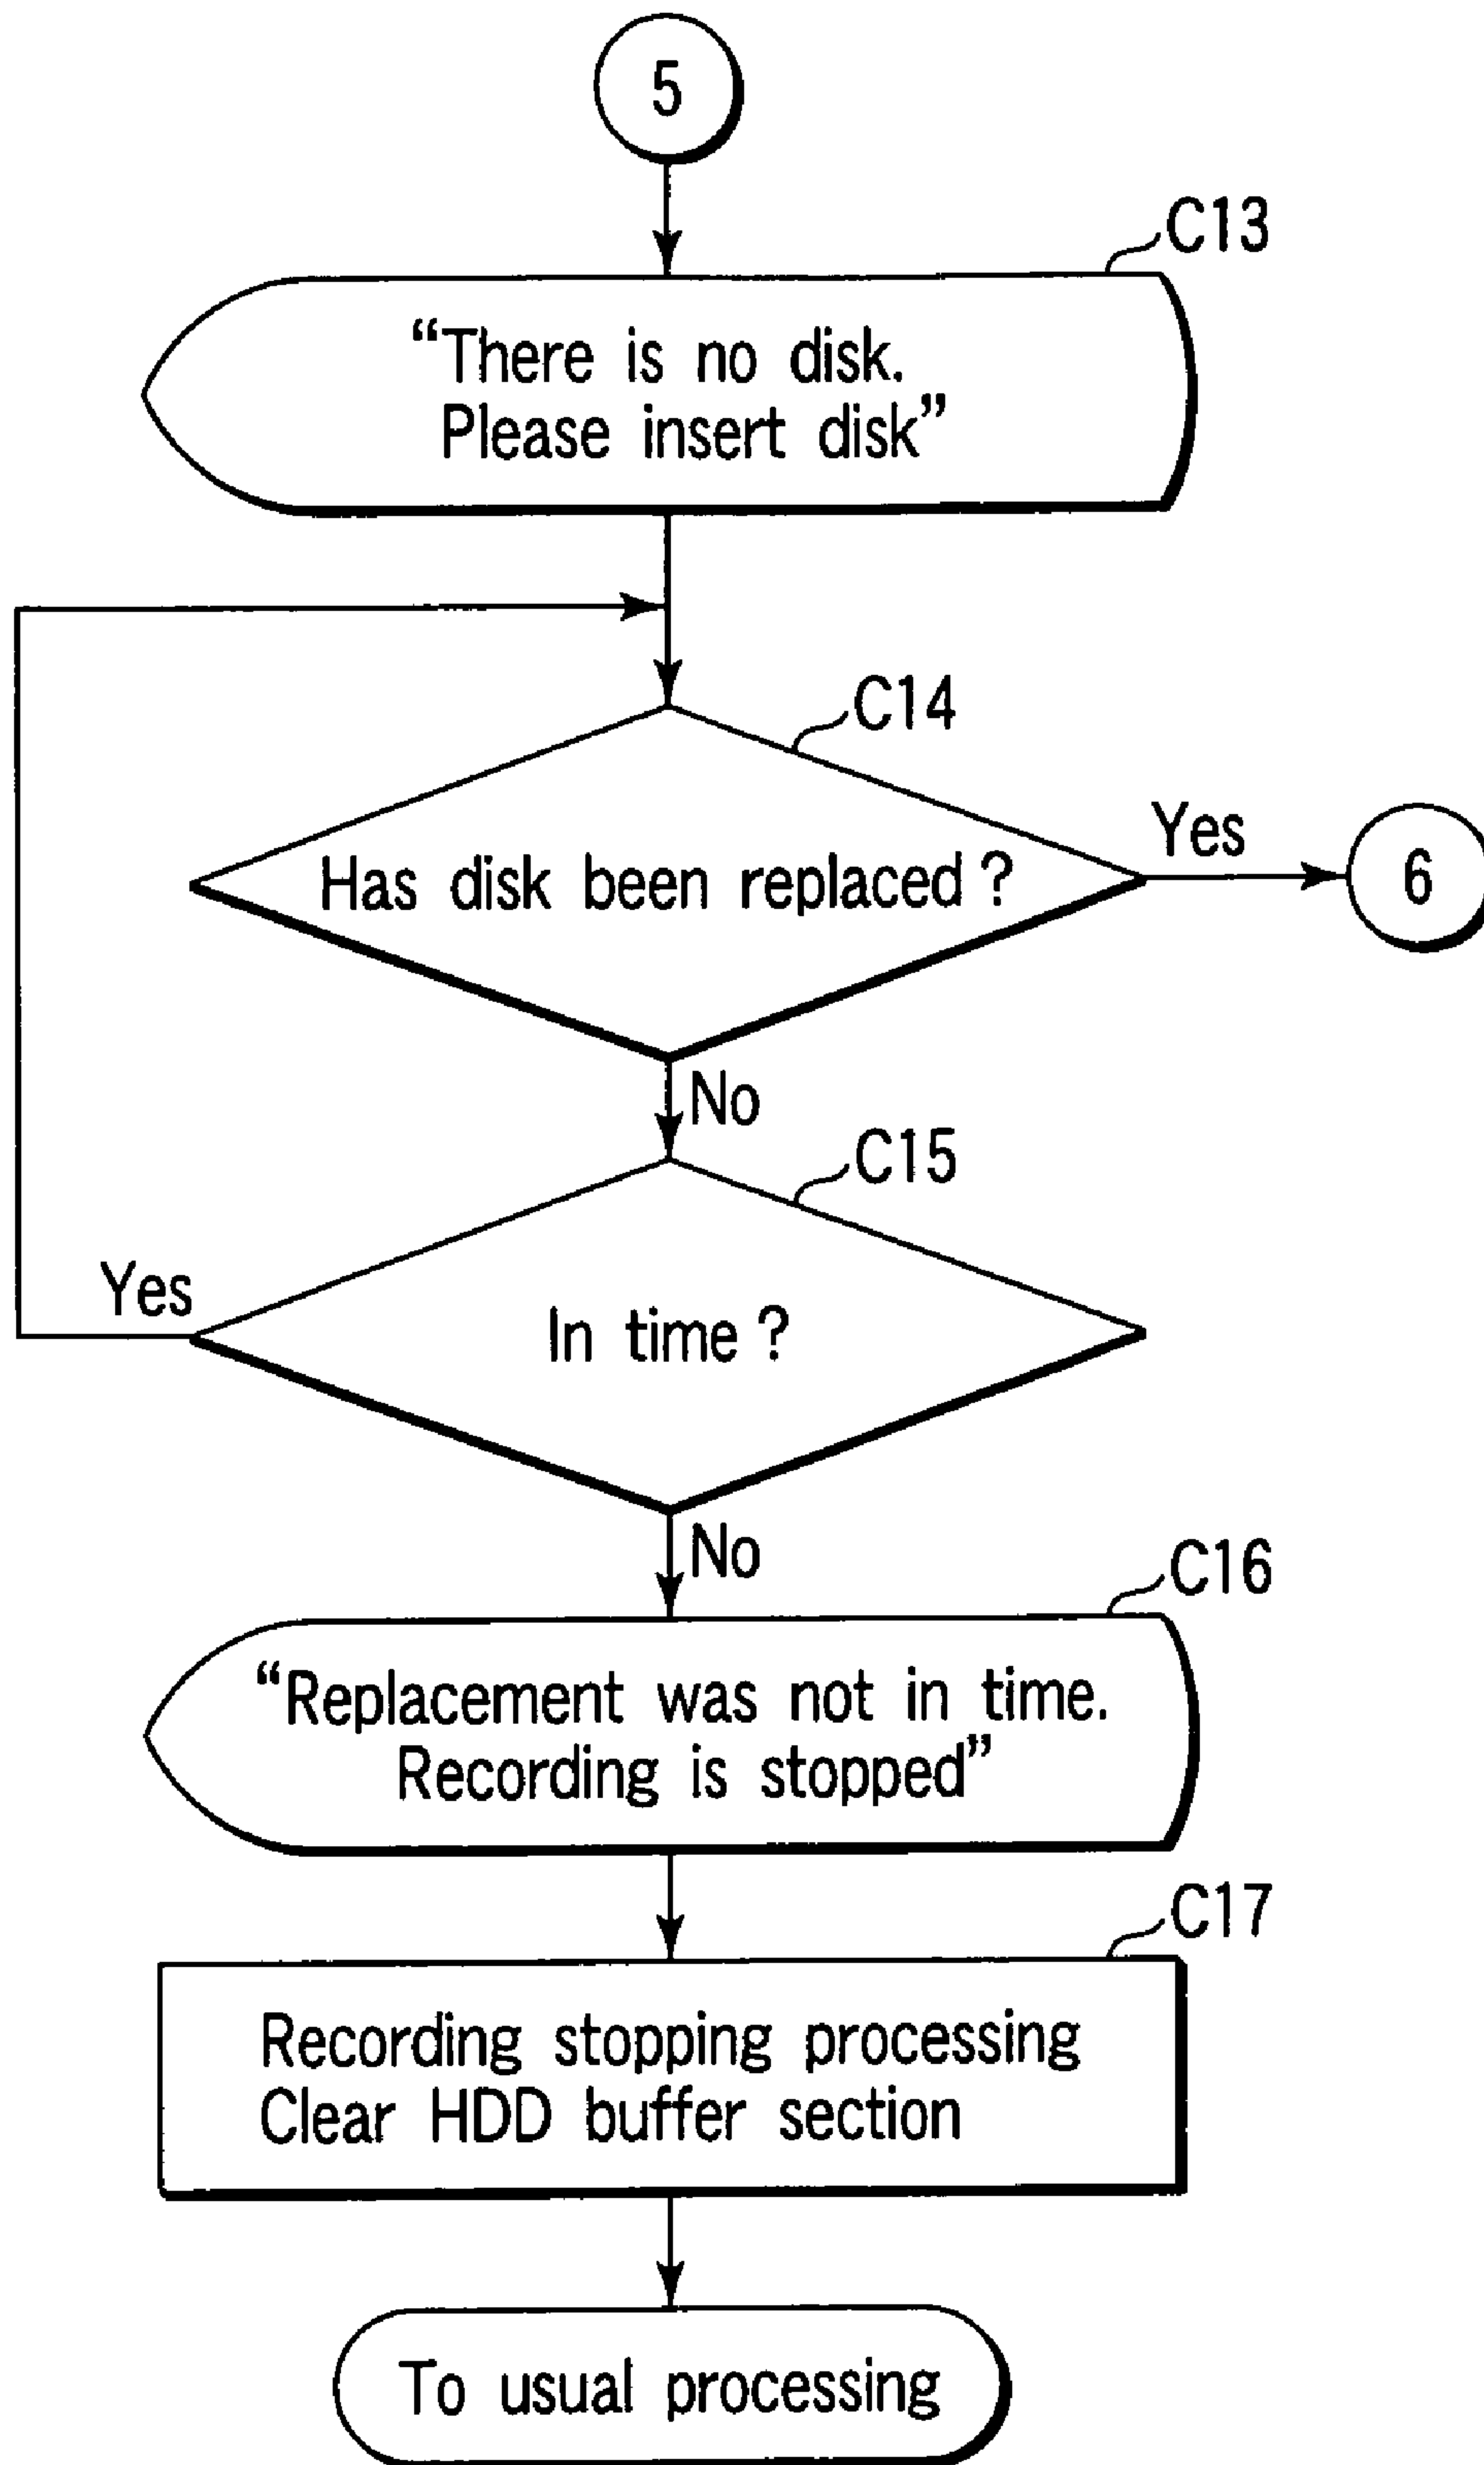 5
C13
“There is no disk.
Please insert disk”
C14
Yes
Has disk been replaced ?
6
No
C15
Yes
In time ?
No
C16
“Replacement was not in time.
Recording is stopped”
C17
Recording stopping processing
Clear HDD buffer section
To usual processing